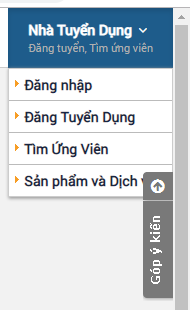 Nhà Tuyển Dụng
Đăng tuyển, Tìm ứng viên
Đăng nhập
Đăng Tuyển Dụng
Tìm Ứng Viên
Sản phẩm và Dịch
Góp ý kiến